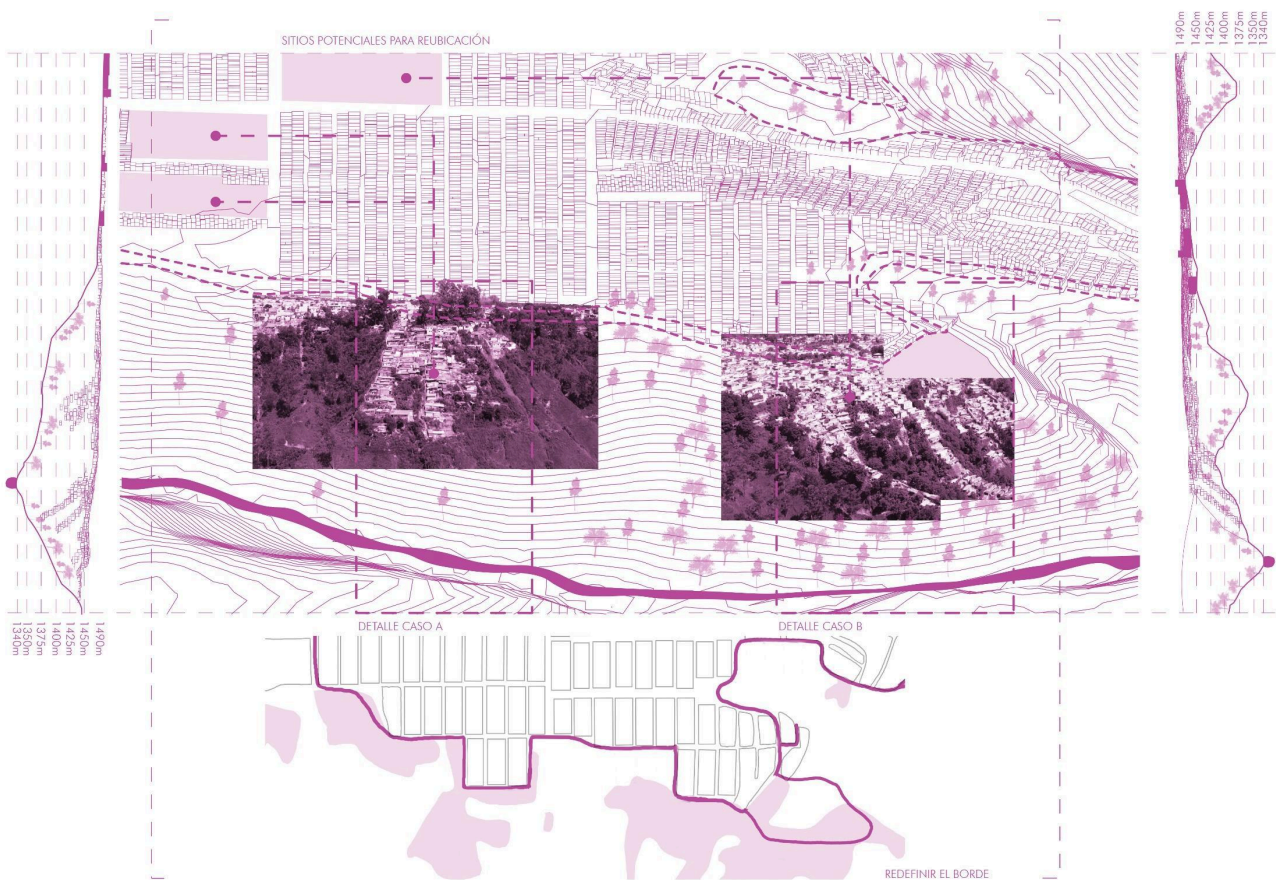 SITIOS POTENCIALES PARA REUBICACIÓN
1490m
1450m
1425m
1400m
1375m
1350m
1340m
1340m
1350m
1375m
1400m
1425m
1450m
1490m
DETALLE CASO A
DETALLE CASO B
REDEFINIR EL BORDE